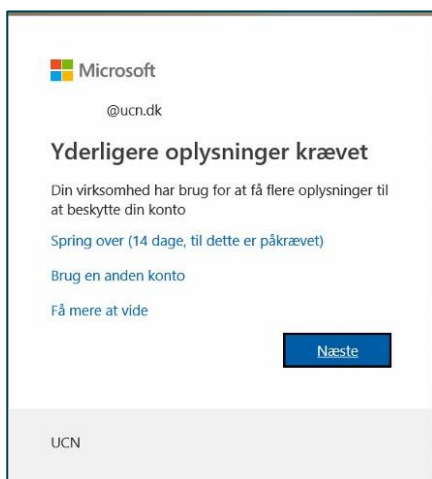 Microsoft
@ucn.dk
Yderligere oplysninger krævet
Din virksomhed har brug for at få flere oplysninger til
at beskytte din konto
Spring over (14 dage, til dette er påkrævet)
Brug en anden konto
Få mere at vide
Næste
UCN